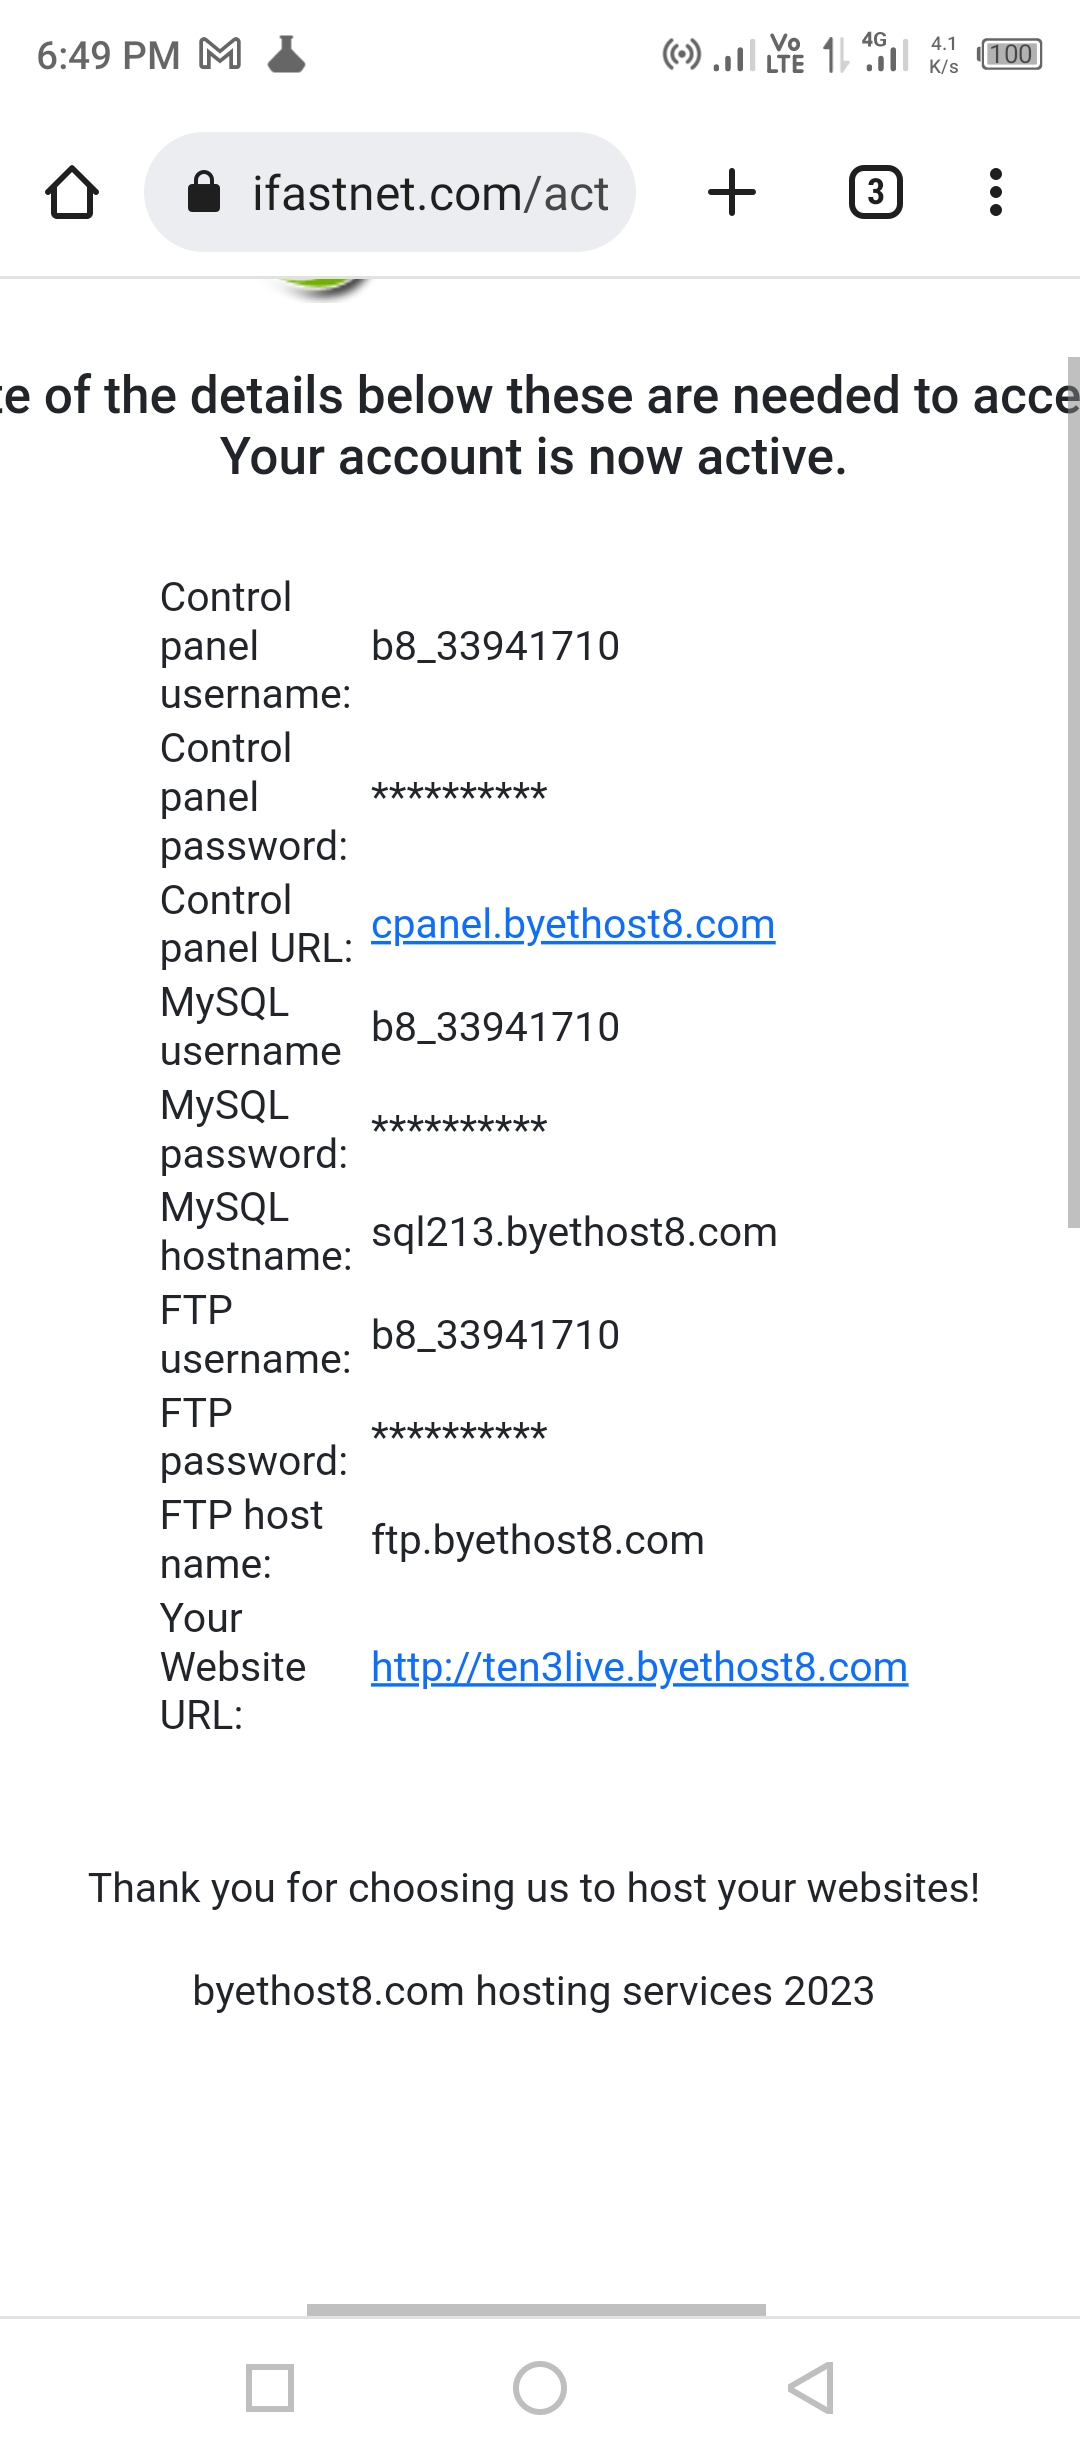 6:49 PM
Vo LTE 4G 4.1 K/s 100
ifastnet.com/act
3
te of the details below these are needed to acce
Your account is now active.
Control
panel b8_33941710
username:
Control
panel **********
password:
Control
panel URL: cpanel.byethost8.com
MySQL
username b8_33941710
MySQL
password: **********
MySQL
hostname: sql213.byethost8.com
FTP
username: b8_33941710
FTP
password: **********
FTP host
name: ftp.byethost8.com
Your
Website http://ten3live.byethost8.com
URL:
Thank you for choosing us to host your websites!
byethost8.com hosting services 2023